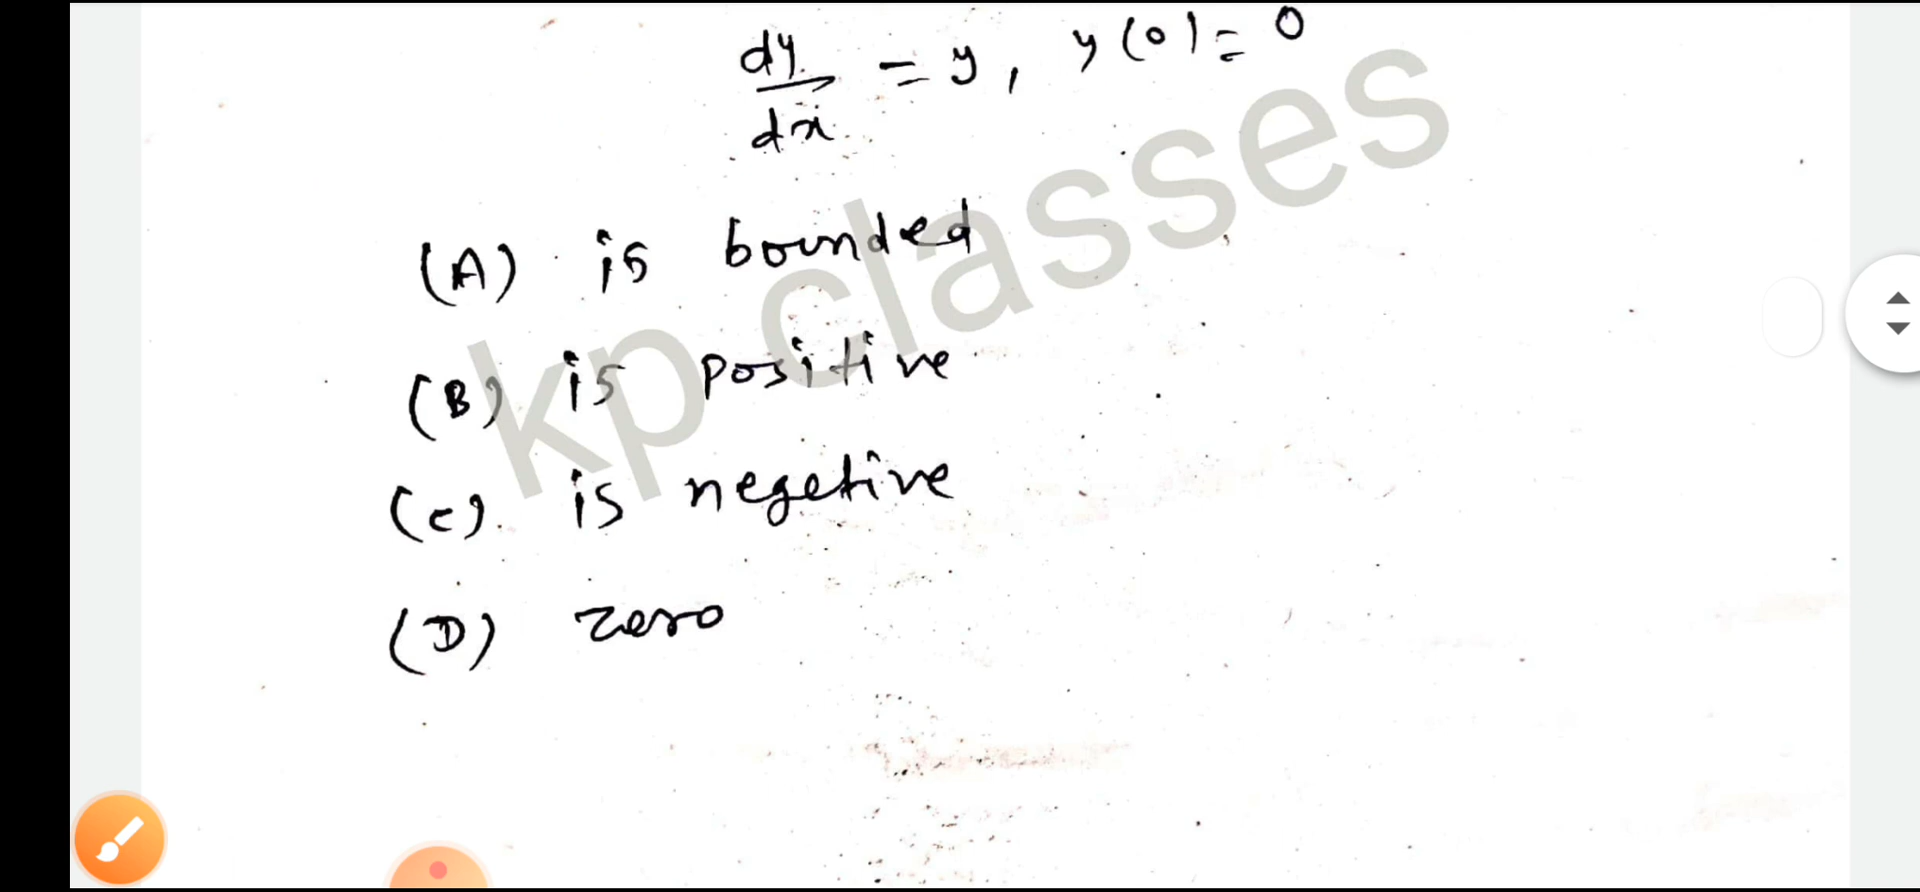 dy/dx = y, y(0) = 0
(A) is bounded
(B) is positive
(C). is negetive
(D) zero
kp classes